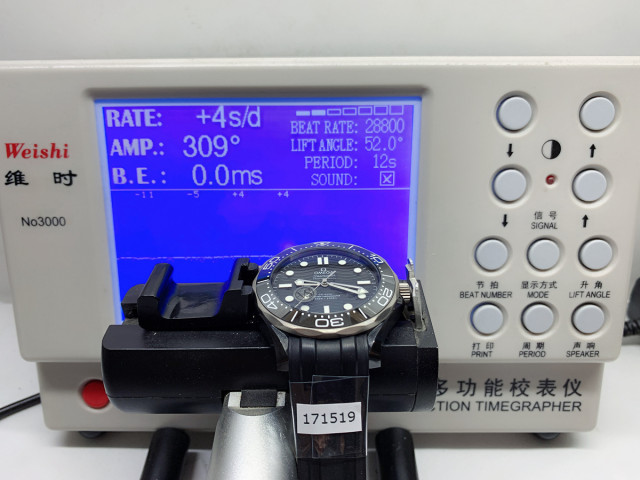 RATE: +4s/d
AMP.: 309°
B.E.: 0.0ms
BEAT RATE: 28800
LIFT ANGLE: 52.0°
PERIOD: 12s
SOUND:
-11 -5 +4 +4
Weishi
维 时
No3000
信 号
SIGNAL
节 拍
BEAT NUMBER
显示方式
MODE
升 角
LIFT ANGLE
打 印
PRINT
周 期
PERIOD
声 响
SPEAKER
多功能校表仪
CTION TIMEGRAPHER
OMEGA
171519